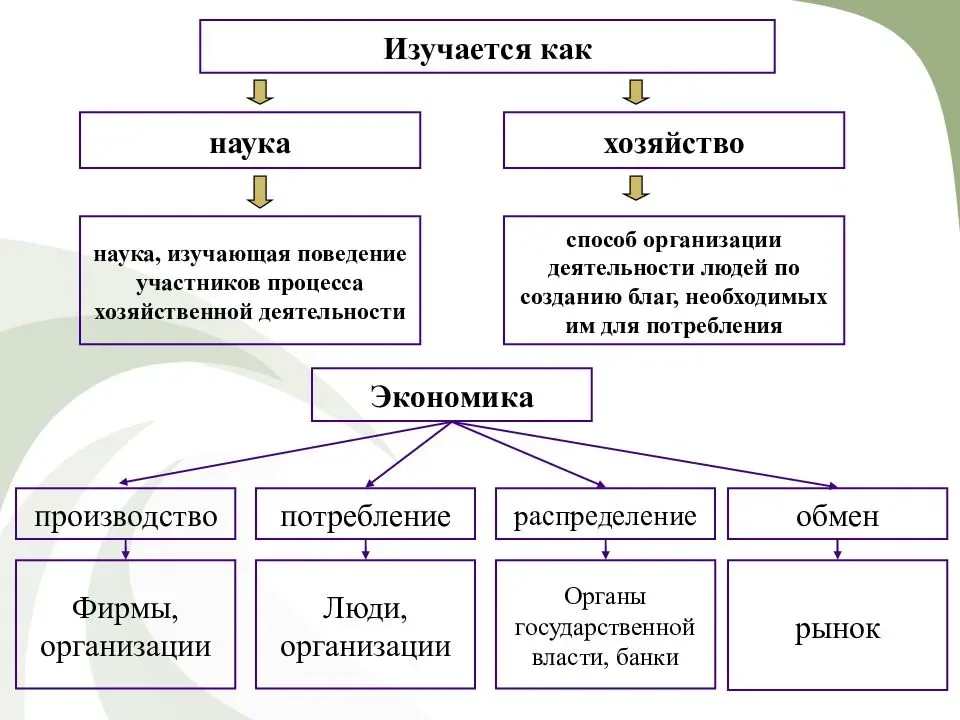 Изучается как
наука
хозяйство
наука, изучающая поведение
участников процесса
хозяйственной деятельности
способ организации
деятельности людей по
созданию благ, необходимых
им для потребления
Экономика
производство
потребление
распределение
обмен
Фирмы,
организации
Люди,
организации
Органы
государственной
власти, банки
рынок